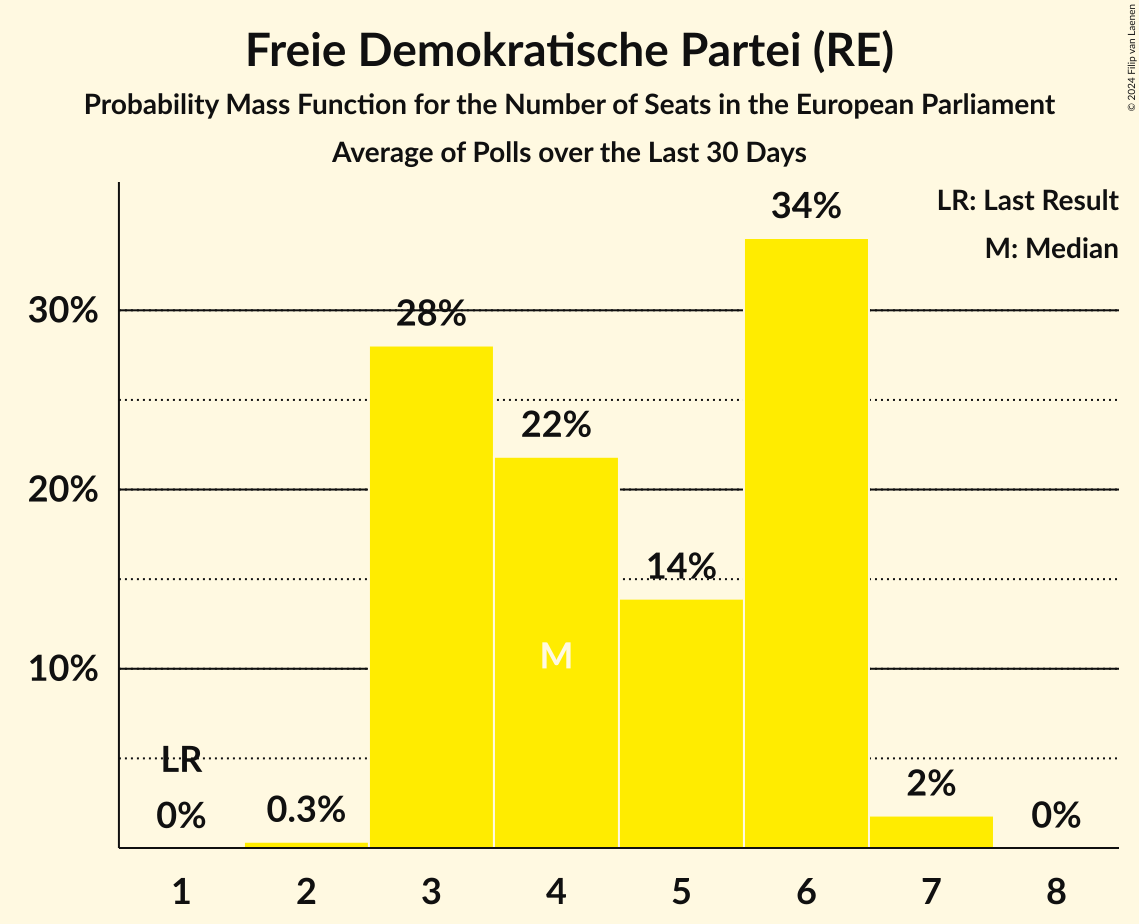 Freie Demokratische Partei (RE)
Probability Mass Function for the Number of Seats in the European Parliament
Average of Polls over the Last 30 Days
© 2024 Filip van Laenen
LR: Last Result
M: Median
34%
30%
28%
22%
20%
14%
M
10%
LR
0%
0.3%
2%
0%
1 2 3 4 5 6 7 8